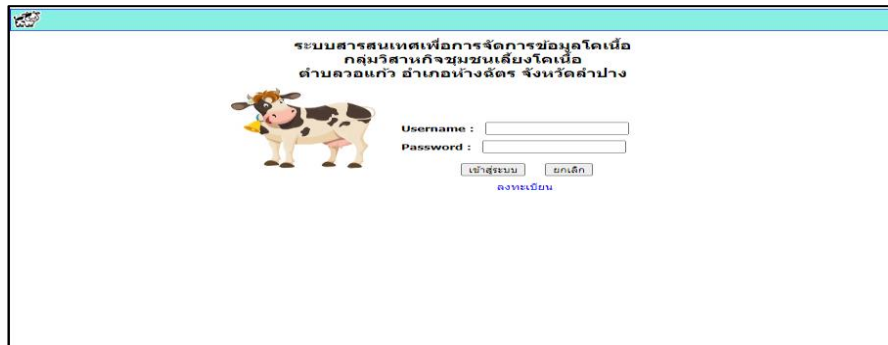 ระบบสารสนเทศเพื่อการจัดการข้อมูลโคเนื้อ
กลุ่มวิสาหกิจชุมชนเลี้ยงโคเนื้อ
ตำบลวอแก้ว อำเภอห้างฉัตร จังหวัดลำปาง
Username :
Password :
เข้าสู่ระบบ ยกเลิก
ลงทะเบียน